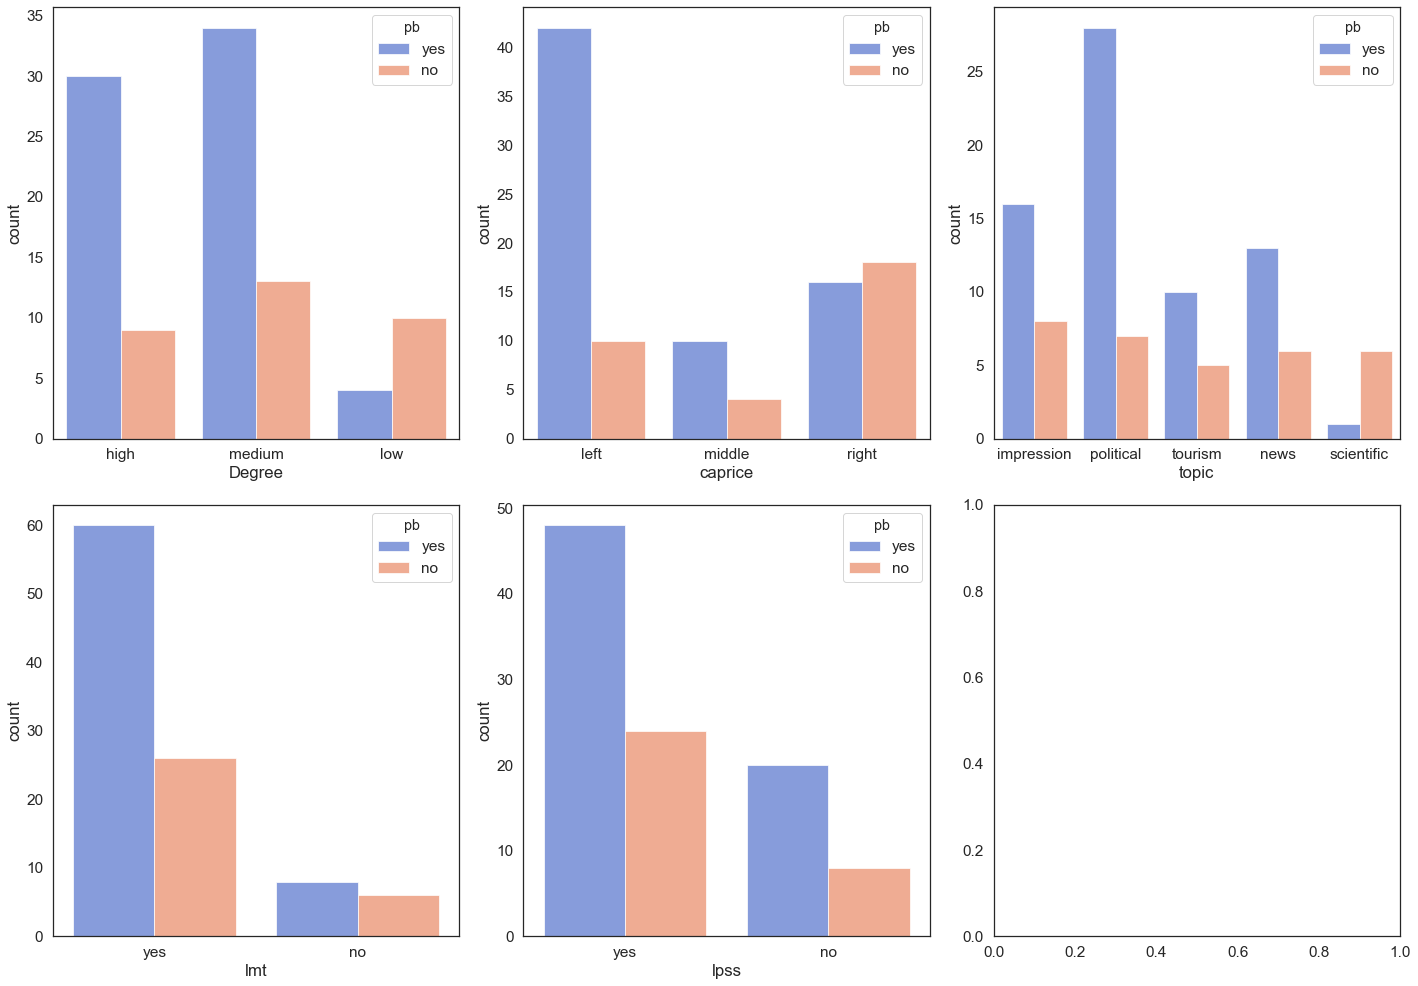 35
30
25
20
15
10
5
0
count
high medium low
Degree
pb
yes
no
40
35
30
25
20
15
10
5
0
count
left middle right
caprice
pb
yes
no
25
20
15
10
5
0
count
impression political tourism news scientific
topic
pb
yes
no
60
50
40
30
20
10
0
count
yes no
lmt
pb
yes
no
50
40
30
20
10
0
count
yes no
lpss
pb
yes
no
1.0
0.8
0.6
0.4
0.2
0.0
0.0 0.2 0.4 0.6 0.8 1.0